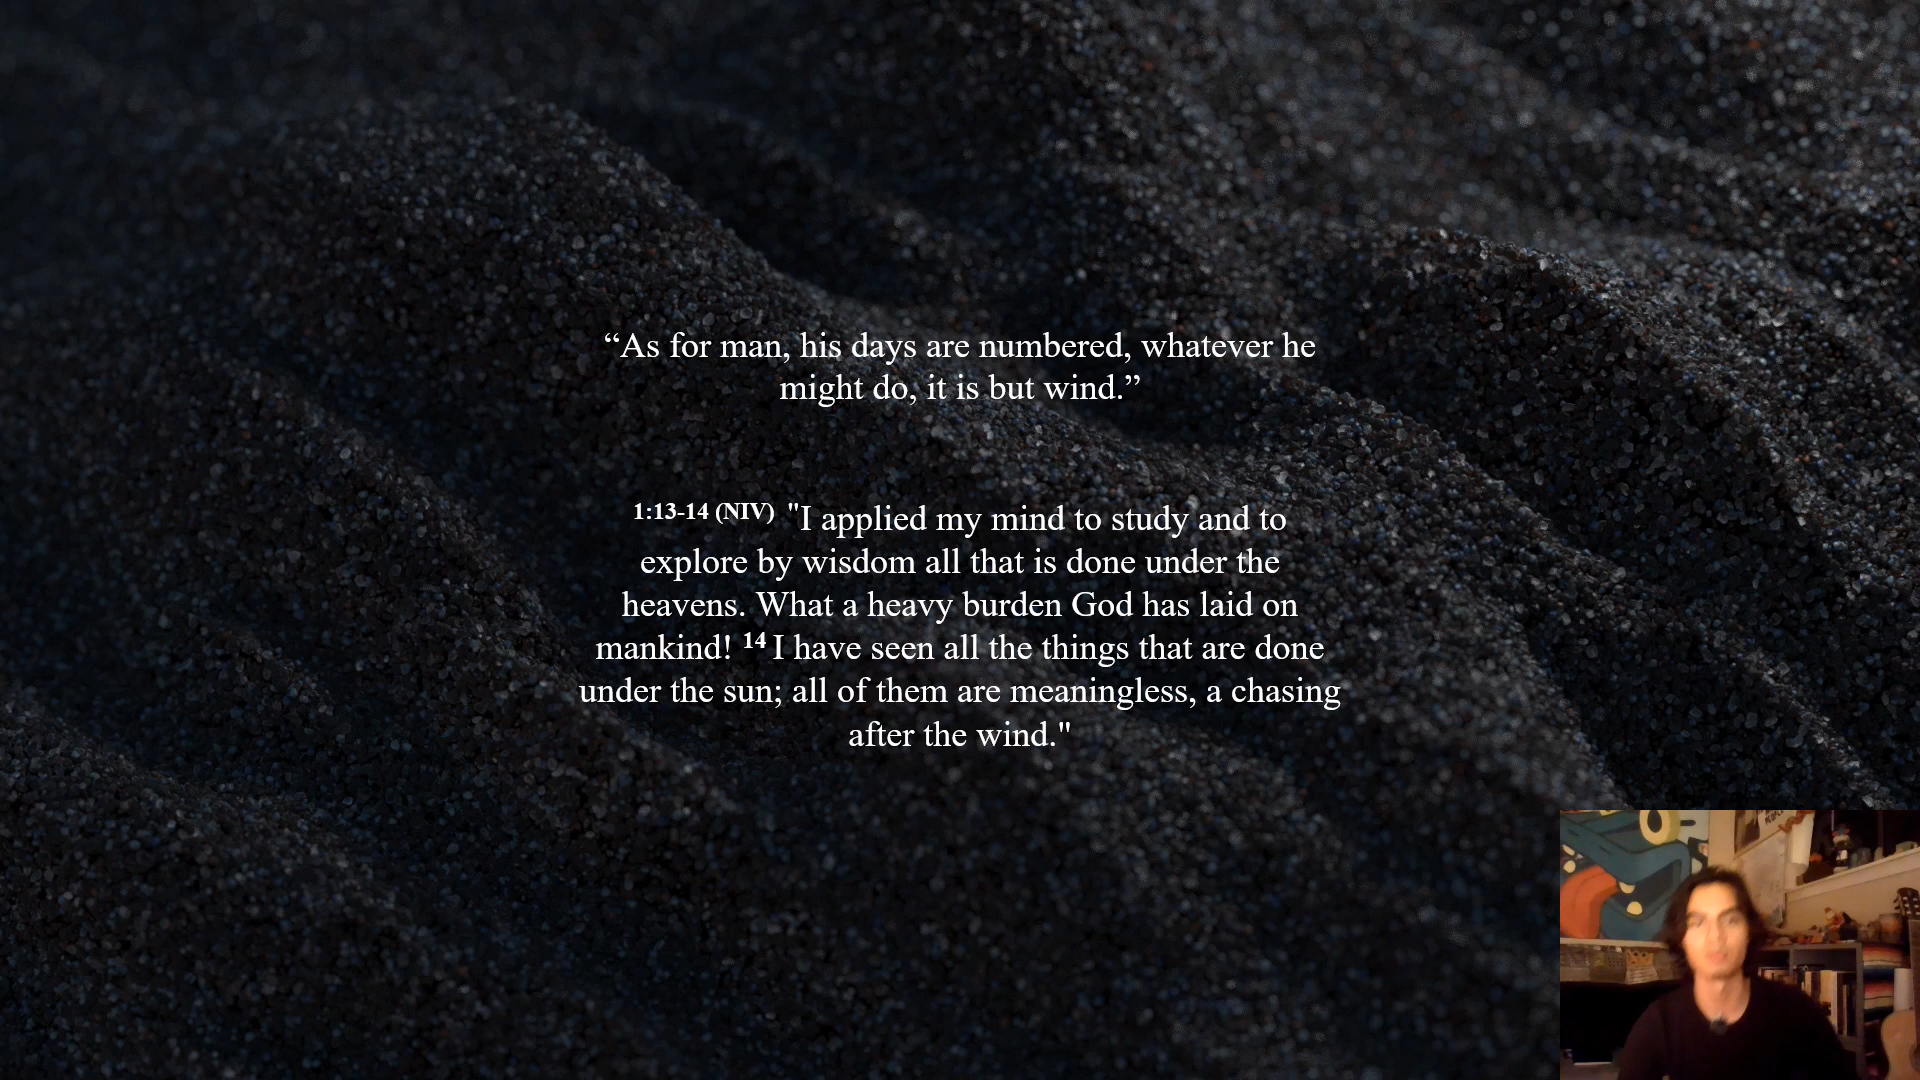 “As for man, his days are numbered, whatever he
might do, it is but wind.”
1:13-14 (NIV) "I applied my mind to study and to
explore by wisdom all that is done under the
heavens. What a heavy burden God has laid on
mankind! 14 I have seen all the things that are done
under the sun; all of them are meaningless, a chasing
after the wind."